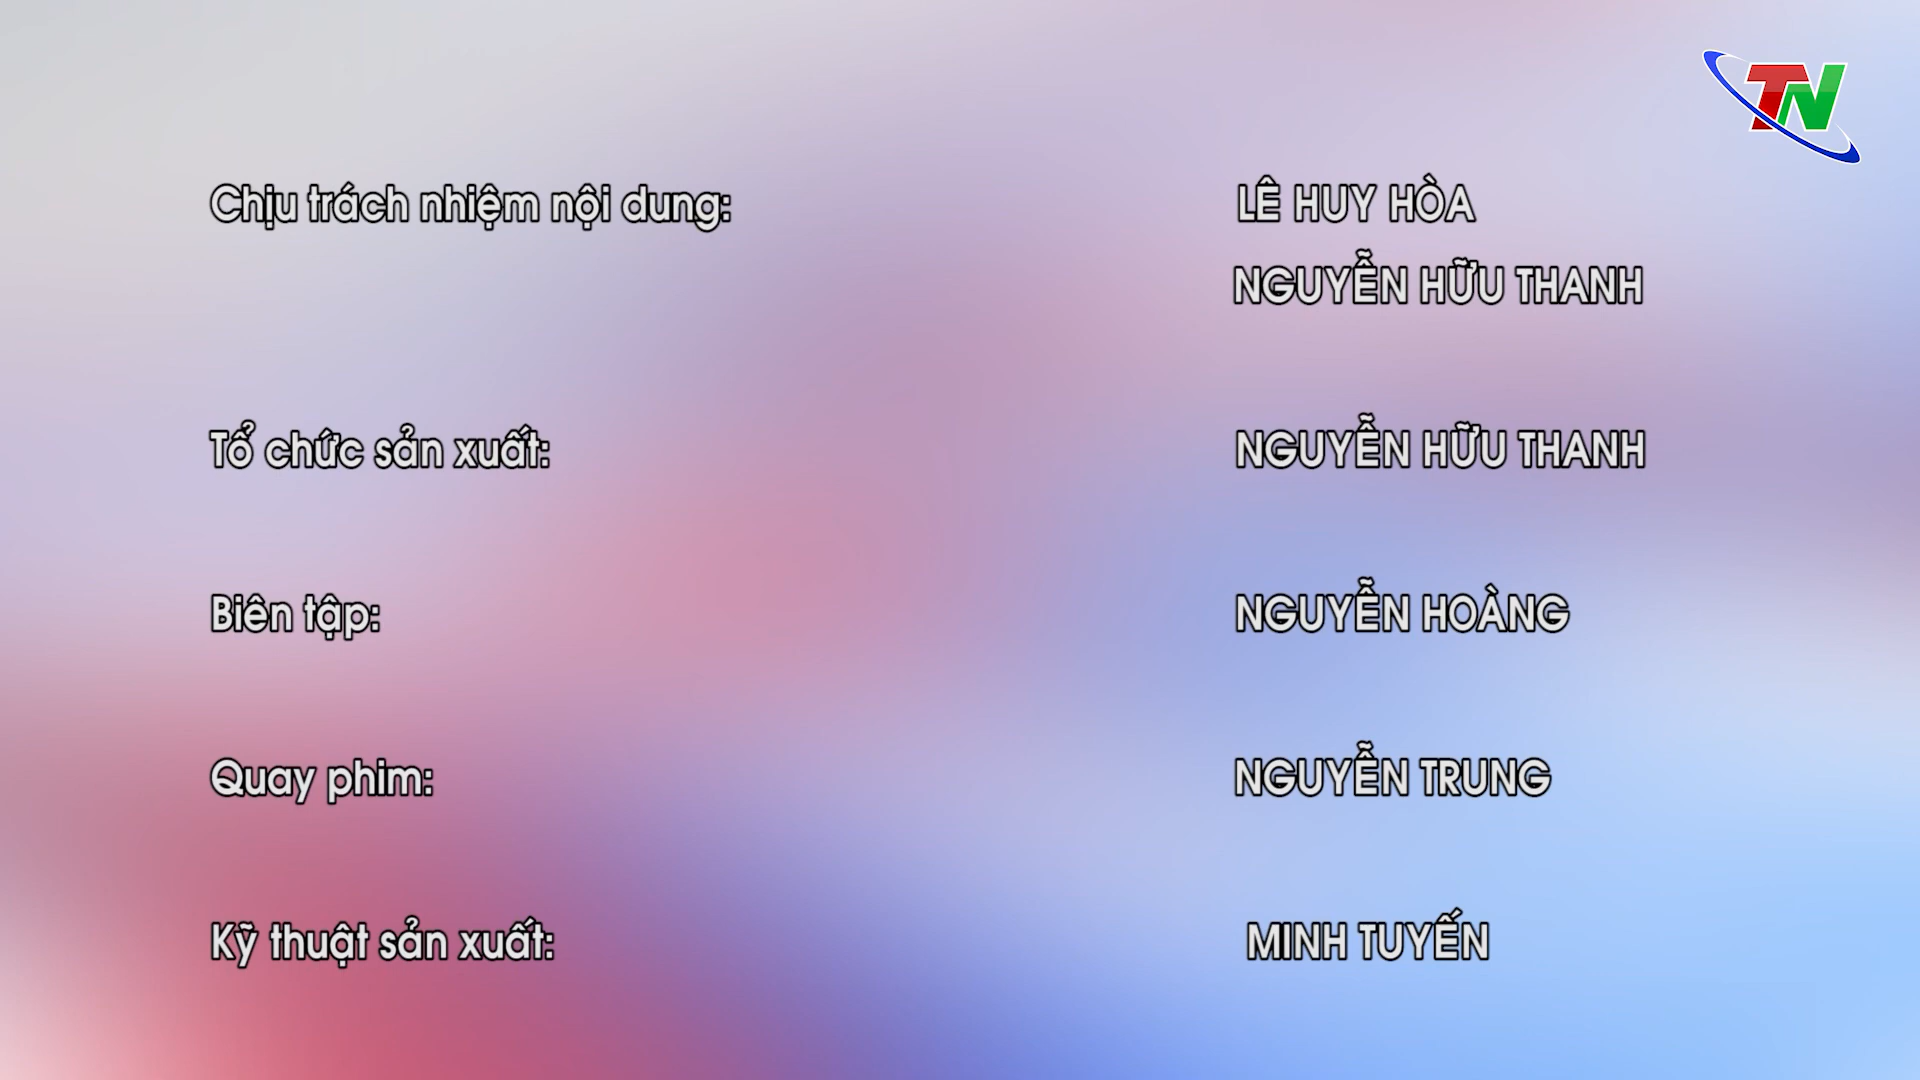 TN
Chịu trách nhiệm nội dung: LÊ HUY HÒA
NGUYỄN HỮU THANH
Tổ chức sản xuất: NGUYỄN HỮU THANH
Biên tập: NGUYỄN HOÀNG
Quay phim: NGUYỄN TRUNG
Kỹ thuật sản xuất: MINH TUYẾN